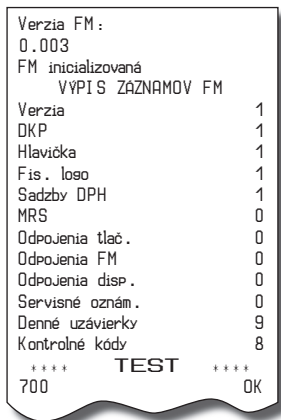 Verzia FM:
0.003
FM inicializovaná
VÝPIS ZÁZNAMOV FM
Verzia 1
DKP 1
Hlavička 1
Fis. logo 1
Sadzby DPH 1
MRS 0
Odpojenia tlač. 0
Odpojenia FM 0
Odpojenia disp. 0
Servisné oznám. 0
Denné uzávierky 9
Kontrolné kódy 8
**** TEST ****
700 OK